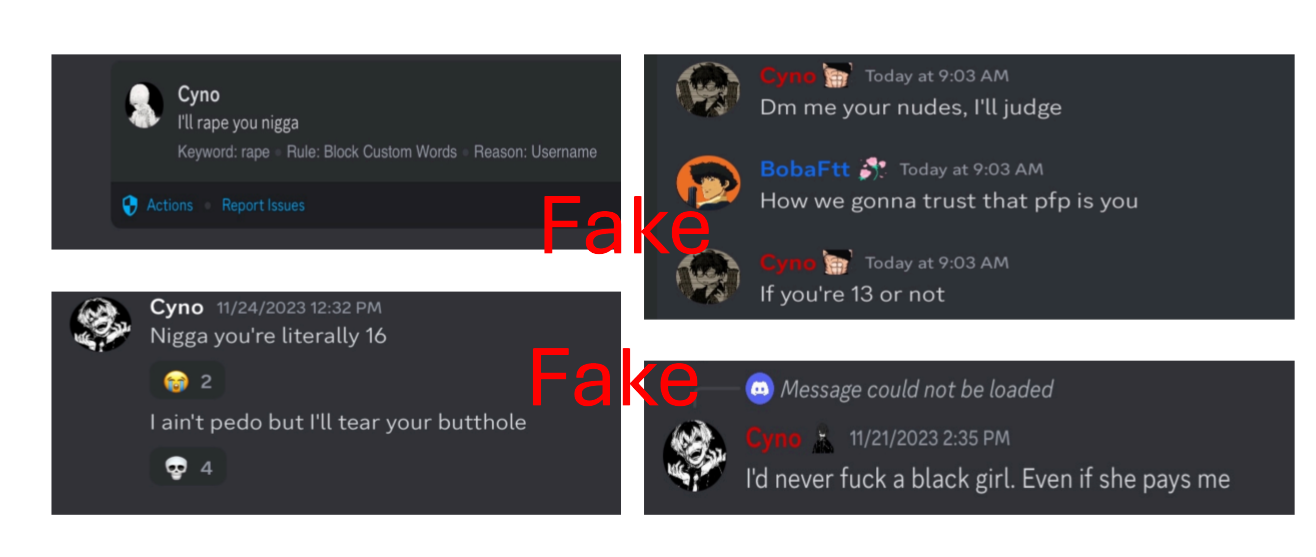 Cyno
I'll rape you nigga
Keyword: rape • Rule: Block Custom Words • Reason: Username
Actions • Report Issues
Cyno Today at 9:03 AM
Dm me your nudes, I'll judge
BobaFtt Today at 9:03 AM
How we gonna trust that pfp is you
Cyno Today at 9:03 AM
If you're 13 or not
Fake
Cyno 11/24/2023 12:32 PM
Nigga you're literally 16
2
I ain't pedo but I'll tear your butthole
4
Fake
Message could not be loaded
Cyno 11/21/2023 2:35 PM
I'd never fuck a black girl. Even if she pays me